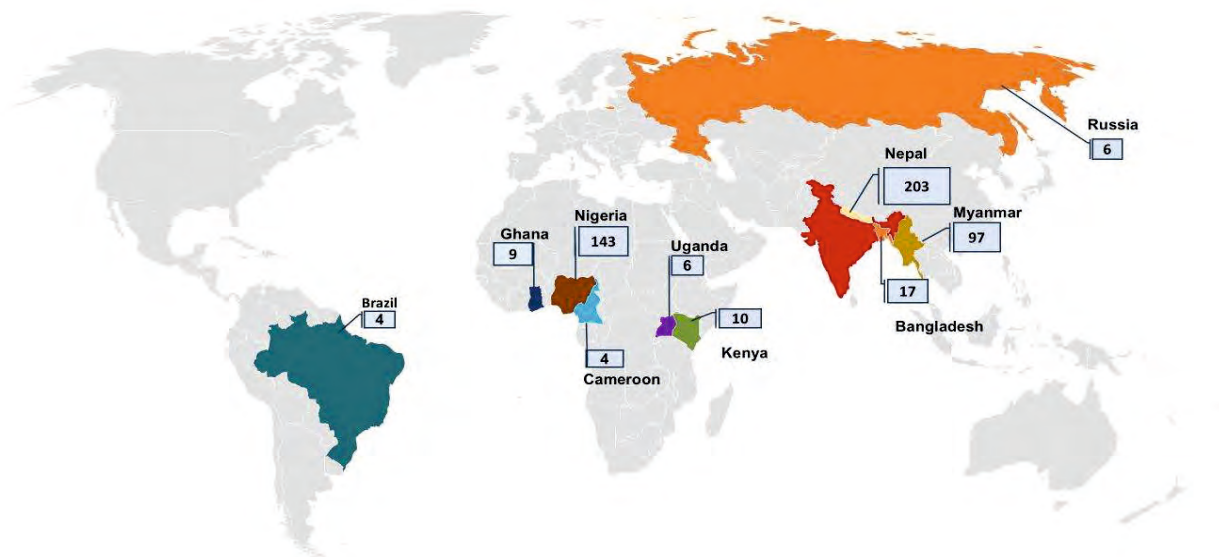 Russia
6
Nepal
203
Myanmar
97
Nigeria
143
Ghana
9
Uganda
6
17
Brazil
4
10
Bangladesh
Kenya
4
Cameroon